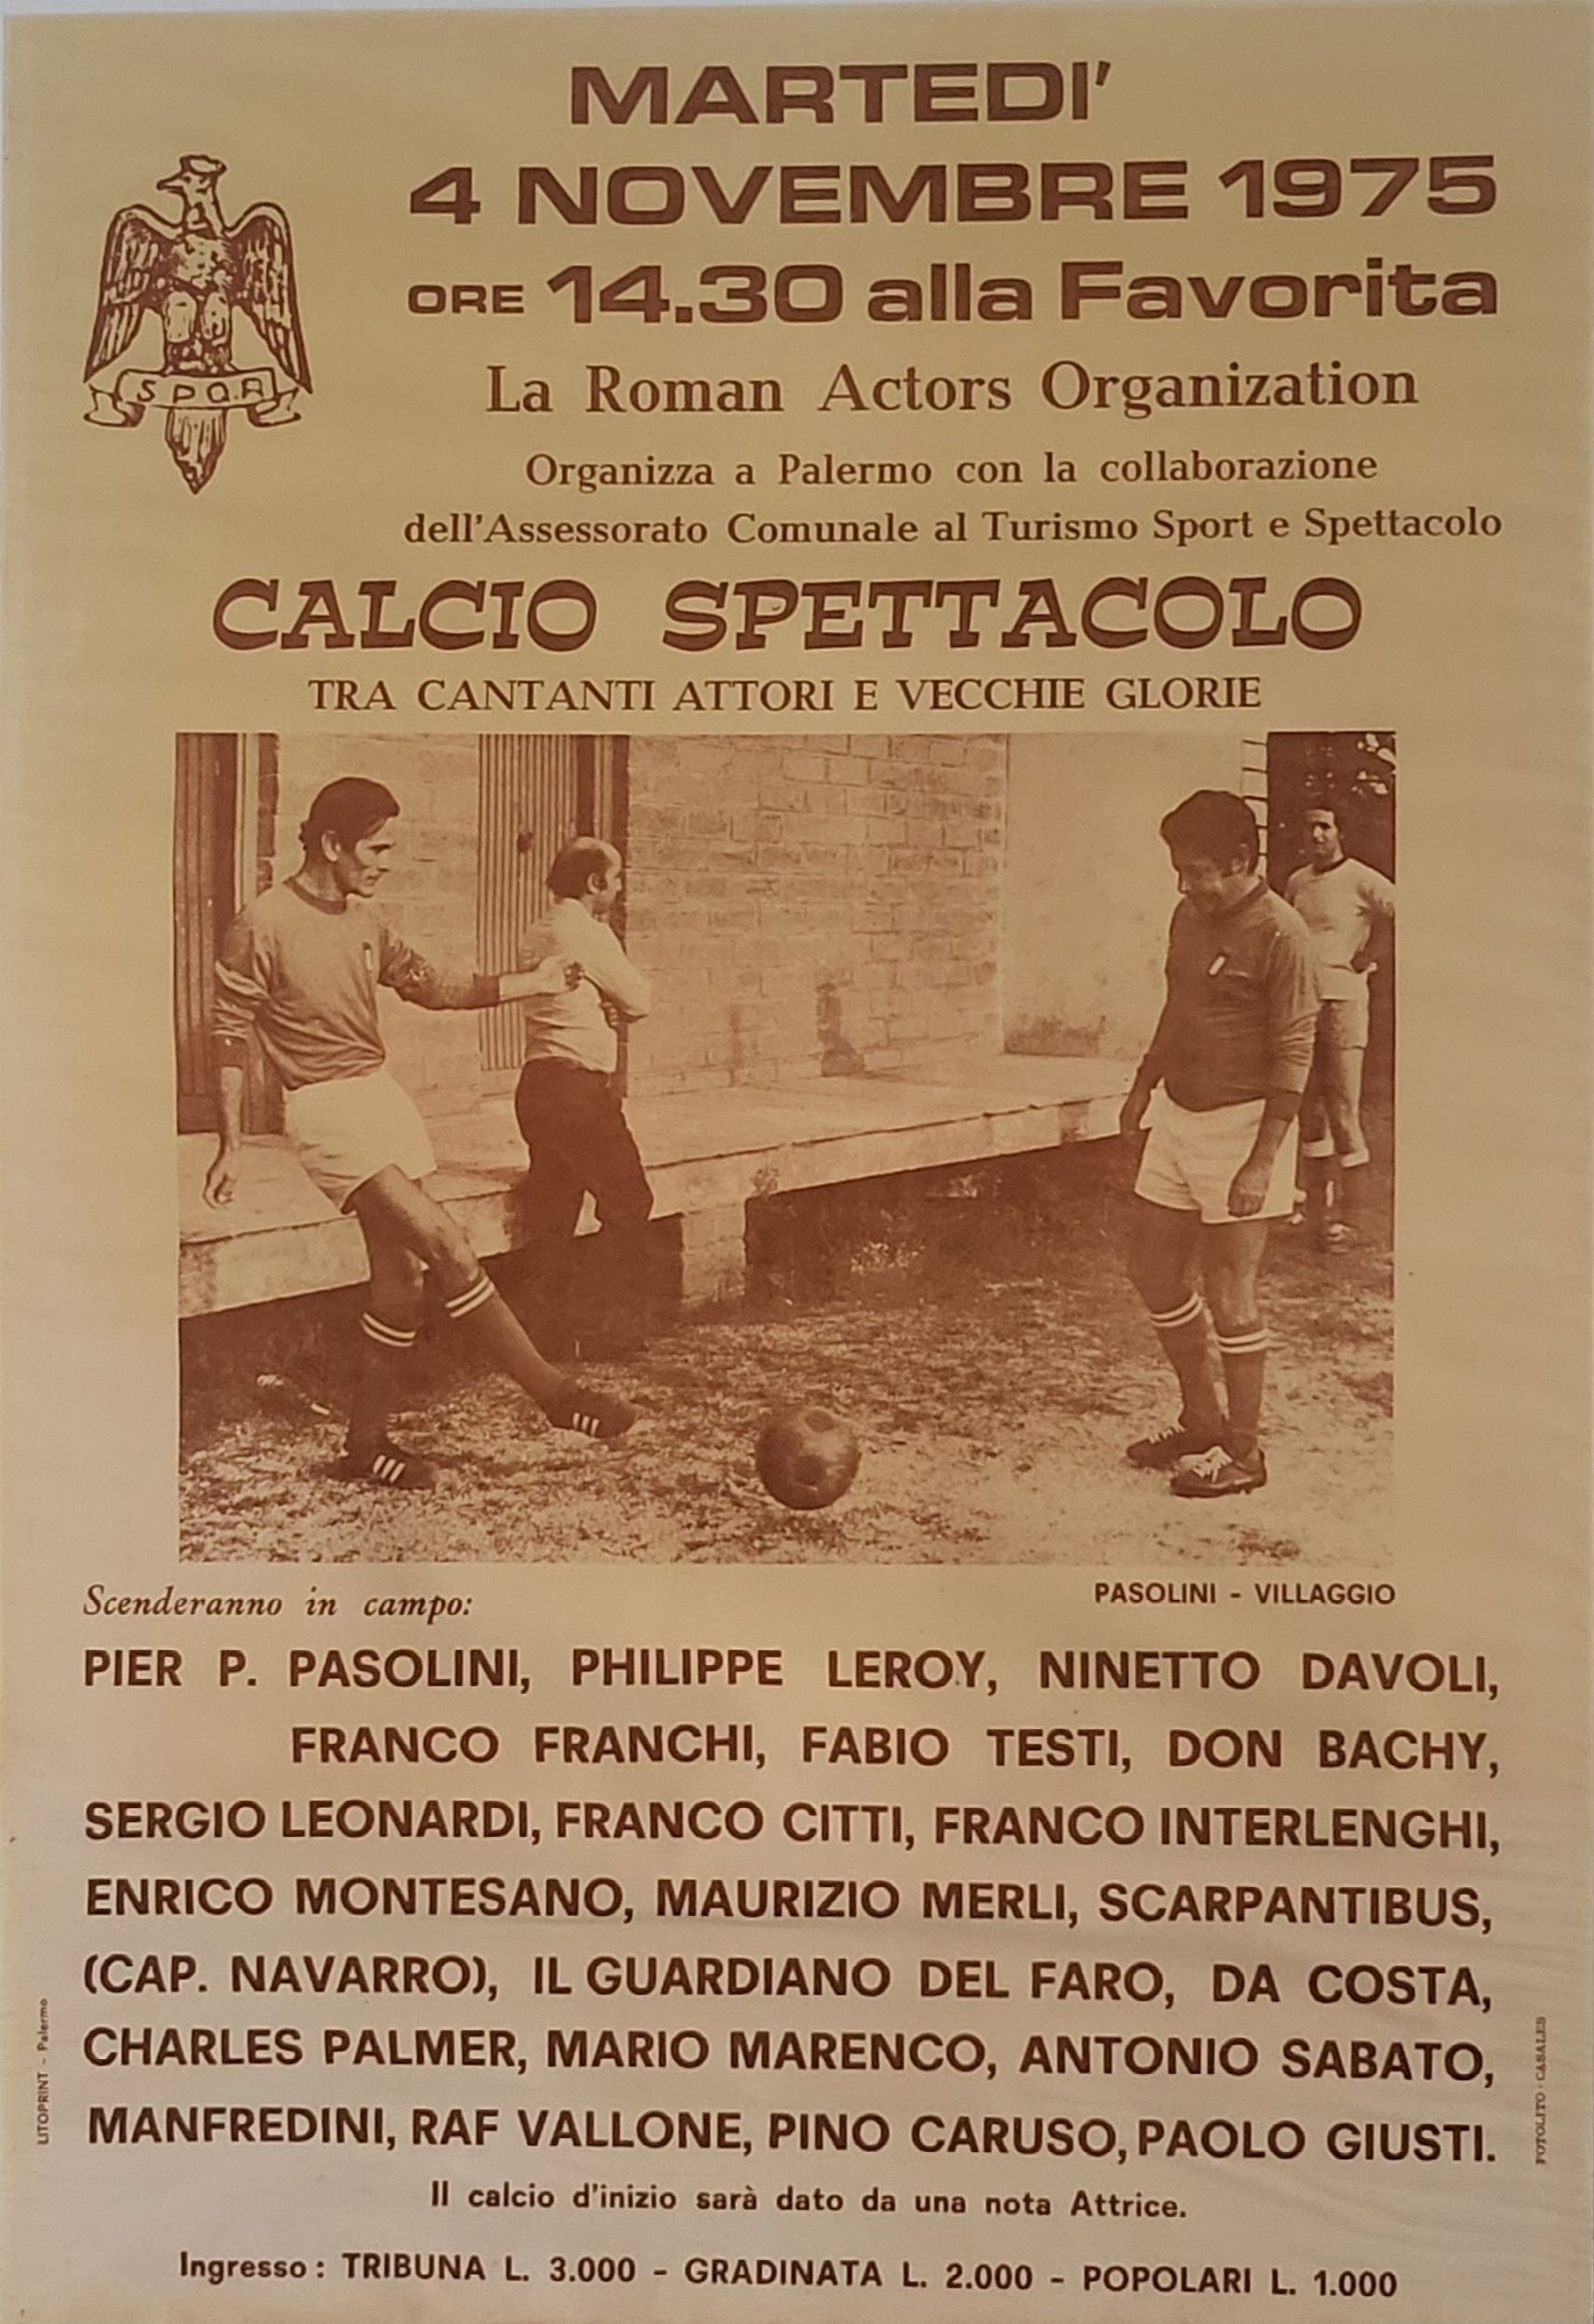 MARTEDI'
4 NOVEMBRE 1975
ORE 14.30 alla Favorita
S P Q R
La Roman Actors Organization
Organizza a Palermo con la collaborazione
dell'Assessorato Comunale al Turismo Sport e Spettacolo
CALCIO SPETTACOLO
TRA CANTANTI ATTORI E VECCHIE GLORIE
PASOLINI - VILLAGGIO
Scenderanno in campo:
PIER P. PASOLINI, PHILIPPE LEROY, NINETTO DAVOLI,
FRANCO FRANCHI, FABIO TESTI, DON BACHY,
SERGIO LEONARDI, FRANCO CITTI, FRANCO INTERLENGHI,
ENRICO MONTESANO, MAURIZIO MERLI, SCARPANTIBUS,
(CAP. NAVARRO), IL GUARDIANO DEL FARO, DA COSTA,
CHARLES PALMER, MARIO MARENCO, ANTONIO SABATO,
MANFREDINI, RAF VALLONE, PINO CARUSO, PAOLO GIUSTI.
Il calcio d'inizio sarà dato da una nota Attrice.
Ingresso: TRIBUNA L. 3.000 - GRADINATA L. 2.000 - POPOLARI L. 1.000
LITOPRINT - Palermo
FOTOLITO - CASALES